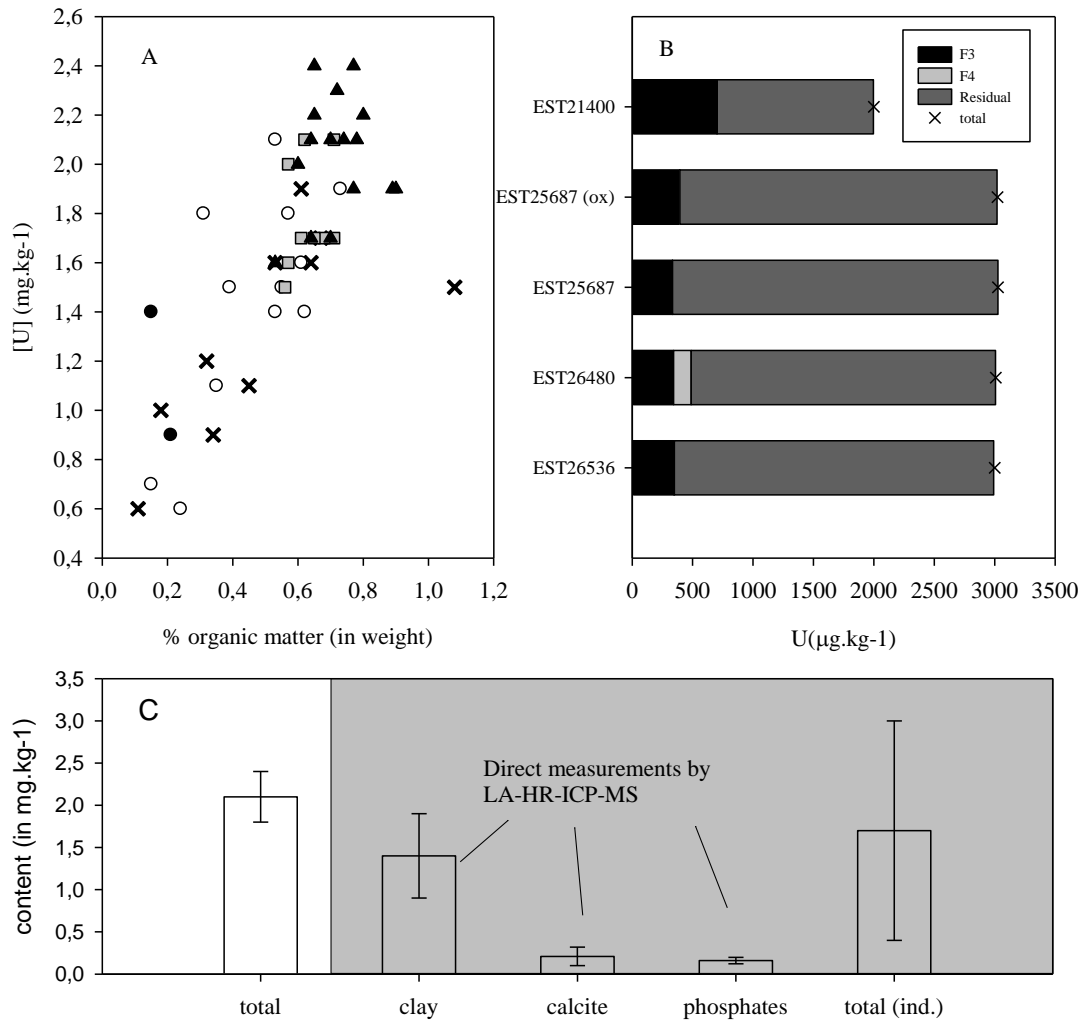 A
[U] (mg.kg-1)
2,6
2,4
2,2
2,0
1,8
1,6
1,4
1,2
1,0
0,8
0,6
0,4
0,0 0,2 0,4 0,6 0,8 1,0 1,2
% organic matter (in weight)
B
F3
F4
Residual
total
EST21400
EST25687 (ox)
EST25687
EST26480
EST26536
0 500 1000 1500 2000 2500 3000 3500
U(µg.kg-1)
C
content (in mg.kg-1)
3,5
3,0
2,5
2,0
1,5
1,0
0,5
0,0
Direct measurements by
LA-HR-ICP-MS
total clay calcite phosphates total (ind.)